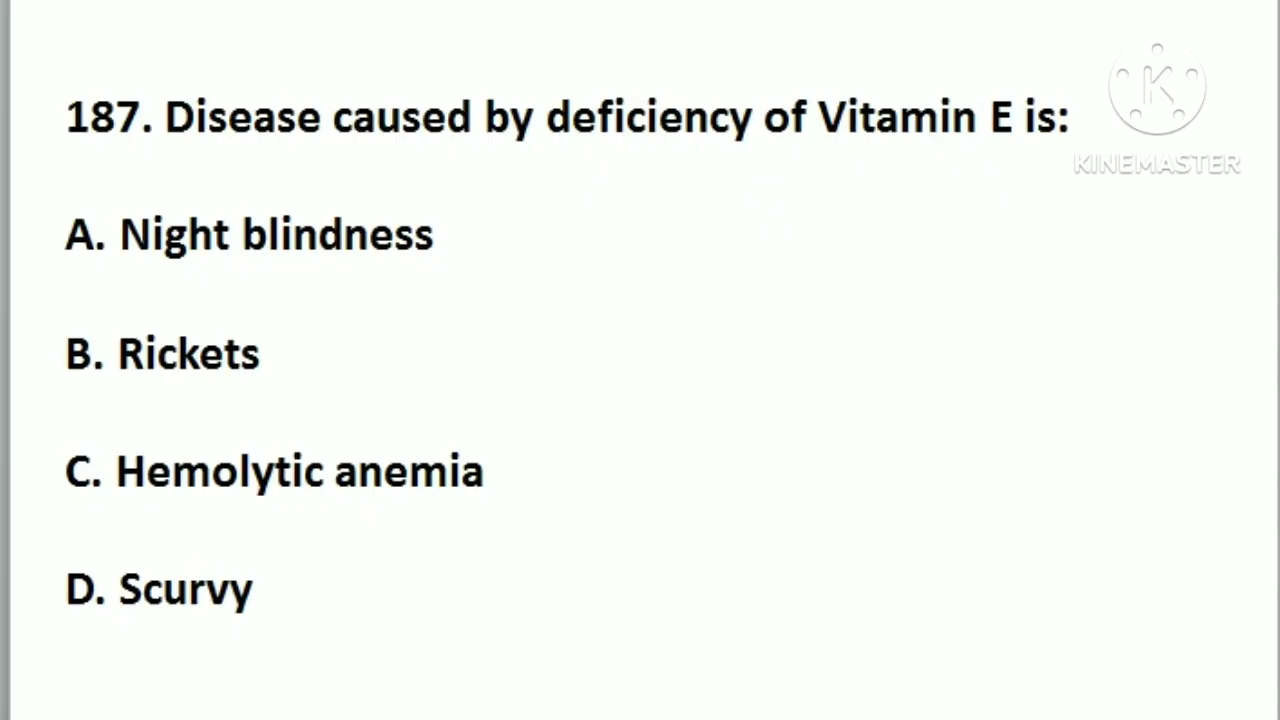 187. Disease caused by deficiency of Vitamin E is:
KINEMASTER
A. Night blindness
B. Rickets
C. Hemolytic anemia
D. Scurvy